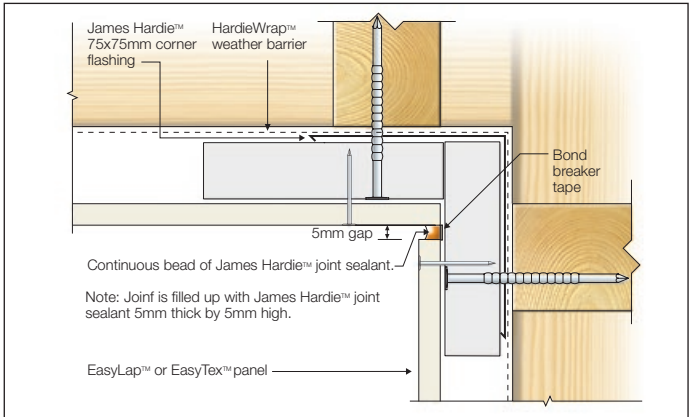 James Hardie™
75x75mm corner
flashing
HardieWrap™
weather barrier
Bond
breaker
tape
5mm gap
Continuous bead of James Hardie™ joint sealant.
Note: Joinf is filled up with James Hardie™ joint
sealant 5mm thick by 5mm high.
EasyLap™ or EasyTex™ panel